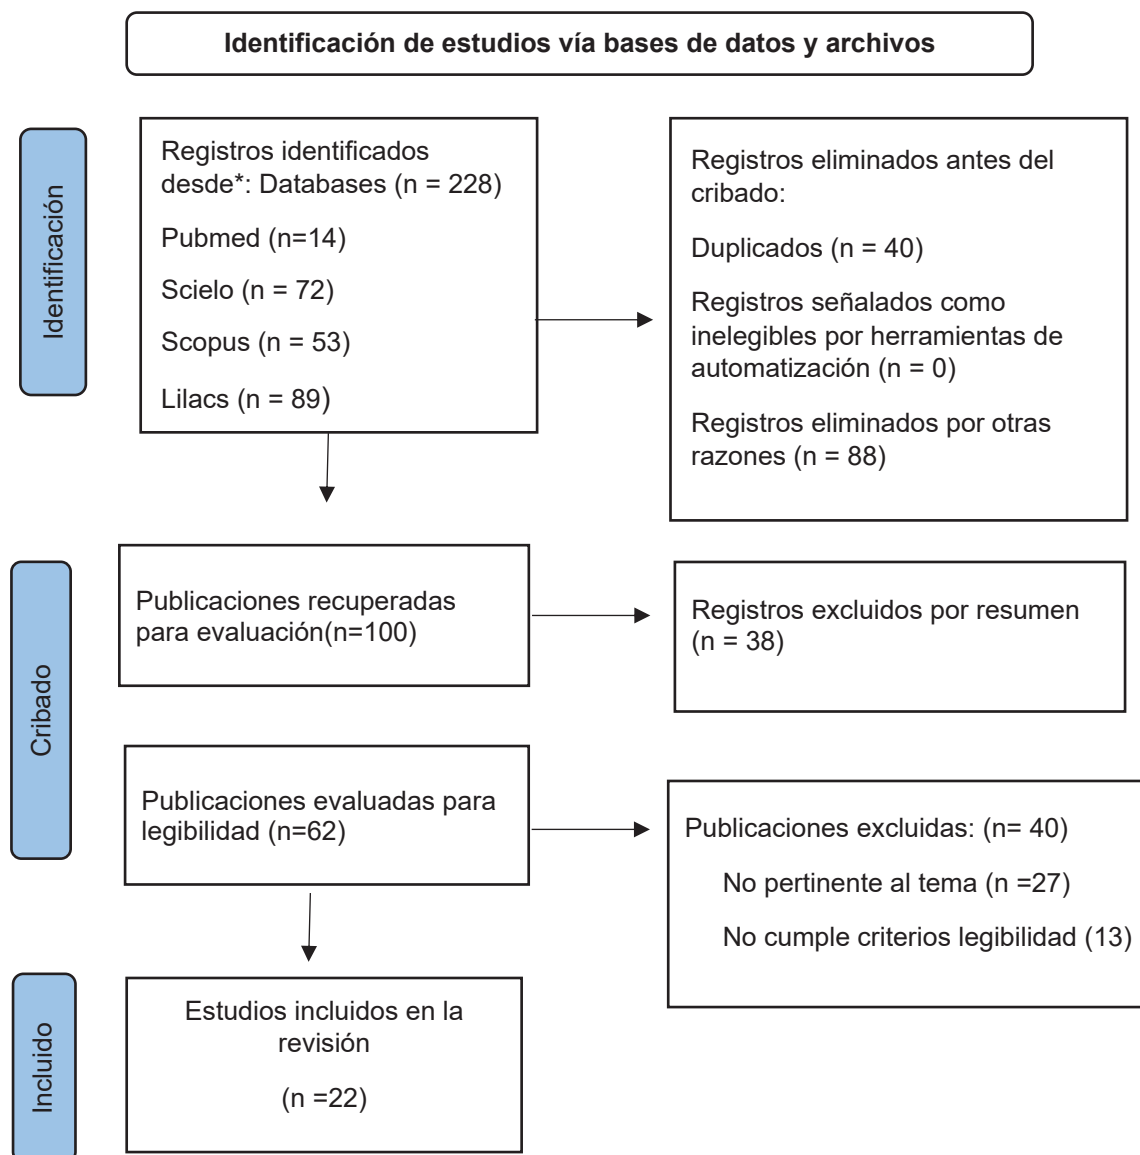 Identificación de estudios vía bases de datos y archivos
Identificación
Registros identificados
desde*: Databases (n = 228)
Pubmed (n=14)
Scielo (n = 72)
Scopus (n = 53)
Lilacs (n = 89)
Registros eliminados antes del
cribado:
Duplicados (n = 40)
Registros señalados como
inelegibles por herramientas de
automatización (n = 0)
Registros eliminados por otras
razones (n = 88)
Cribado
Publicaciones recuperadas
para evaluación(n=100)
Registros excluidos por resumen
(n = 38)
Publicaciones evaluadas para
legibilidad (n=62)
Publicaciones excluidas: (n= 40)
No pertinente al tema (n =27)
No cumple criterios legibilidad (13)
Incluido
Estudios incluidos en la
revisión
(n =22)